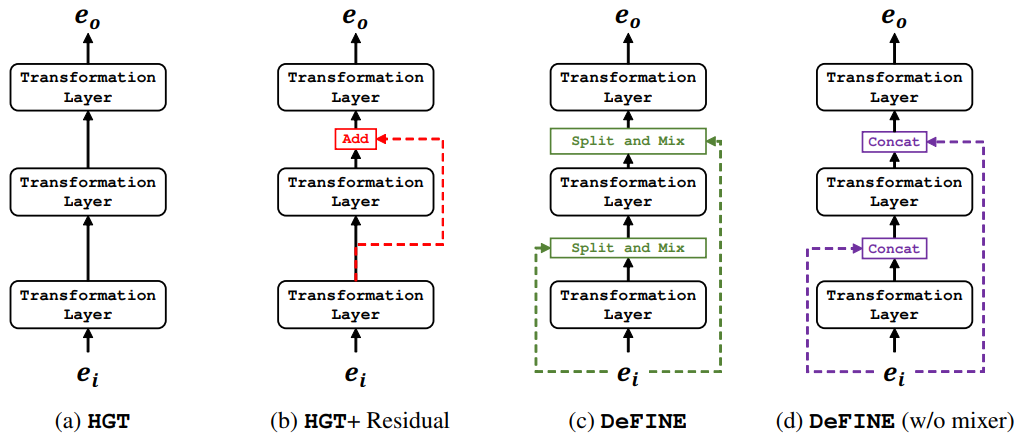 e_o
Transformation
Layer
Transformation
Layer
Transformation
Layer
e_i
(a) HGT
e_o
Transformation
Layer
Add
Transformation
Layer
Transformation
Layer
e_i
(b) HGT+ Residual
e_o
Transformation
Layer
Split and Mix
Transformation
Layer
Split and Mix
Transformation
Layer
e_i
(c) DeFINE
e_o
Transformation
Layer
Concat
Transformation
Layer
Concat
Transformation
Layer
e_i
(d) DeFINE (w/o mixer)